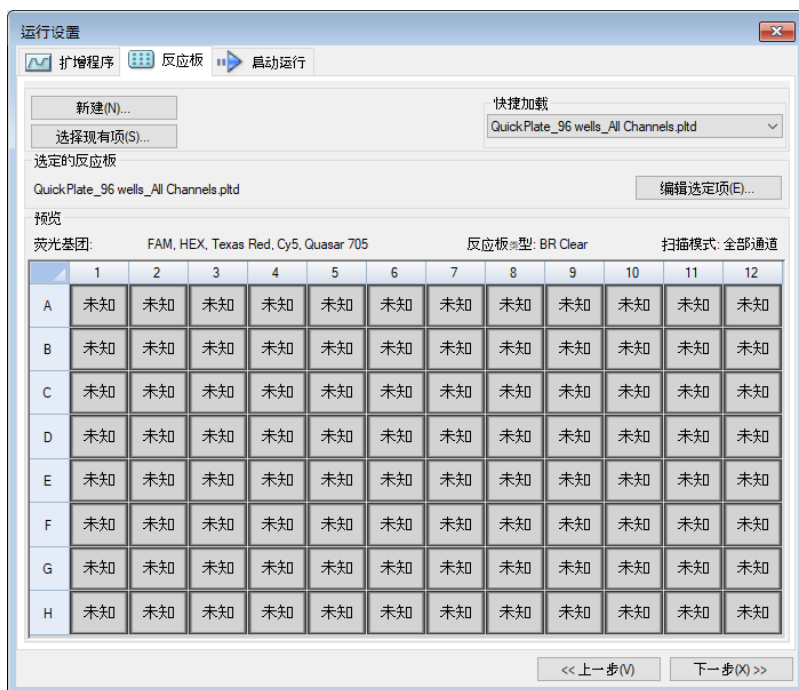 运行设置
扩增程序 反应板 启动运行
新建(N)...
快捷加载
QuickPlate_96 wells_All Channels.pltd
选择现有项(S)...
选定的反应板
QuickPlate_96 wells_All Channels.pltd
编辑选定项(E)...
预览
荧光基团: FAM, HEX, Texas Red, Cy5, Quasar 705 反应板类型: BR Clear 扫描模式: 全部通道
1 2 3 4 5 6 7 8 9 10 11 12
A 未知 未知 未知 未知 未知 未知 未知 未知 未知 未知 未知 未知
B 未知 未知 未知 未知 未知 未知 未知 未知 未知 未知 未知 未知
C 未知 未知 未知 未知 未知 未知 未知 未知 未知 未知 未知 未知
D 未知 未知 未知 未知 未知 未知 未知 未知 未知 未知 未知 未知
E 未知 未知 未知 未知 未知 未知 未知 未知 未知 未知 未知 未知
F 未知 未知 未知 未知 未知 未知 未知 未知 未知 未知 未知 未知
G 未知 未知 未知 未知 未知 未知 未知 未知 未知 未知 未知 未知
H 未知 未知 未知 未知 未知 未知 未知 未知 未知 未知 未知 未知
<< 上一步(V) 下一步(X) >>